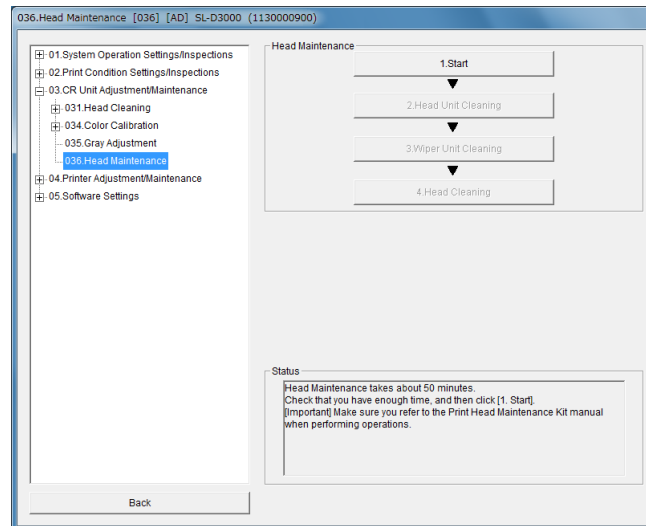 036.Head Maintenance [036] [AD] SL-D3000 (1130000900)
01.System Operation Settings/Inspections
02.Print Condition Settings/Inspections
03.CR Unit Adjustment/Maintenance
031.Head Cleaning
034.Color Calibration
035.Gray Adjustment
036.Head Maintenance
04.Printer Adjustment/Maintenance
05.Software Settings
Back
Head Maintenance
1.Start
2.Head Unit Cleaning
3.Wiper Unit Cleaning
4.Head Cleaning
Status
Head Maintenance takes about 50 minutes.
Check that you have enough time, and then click [1. Start].
[Important] Make sure you refer to the Print Head Maintenance Kit manual
when performing operations.